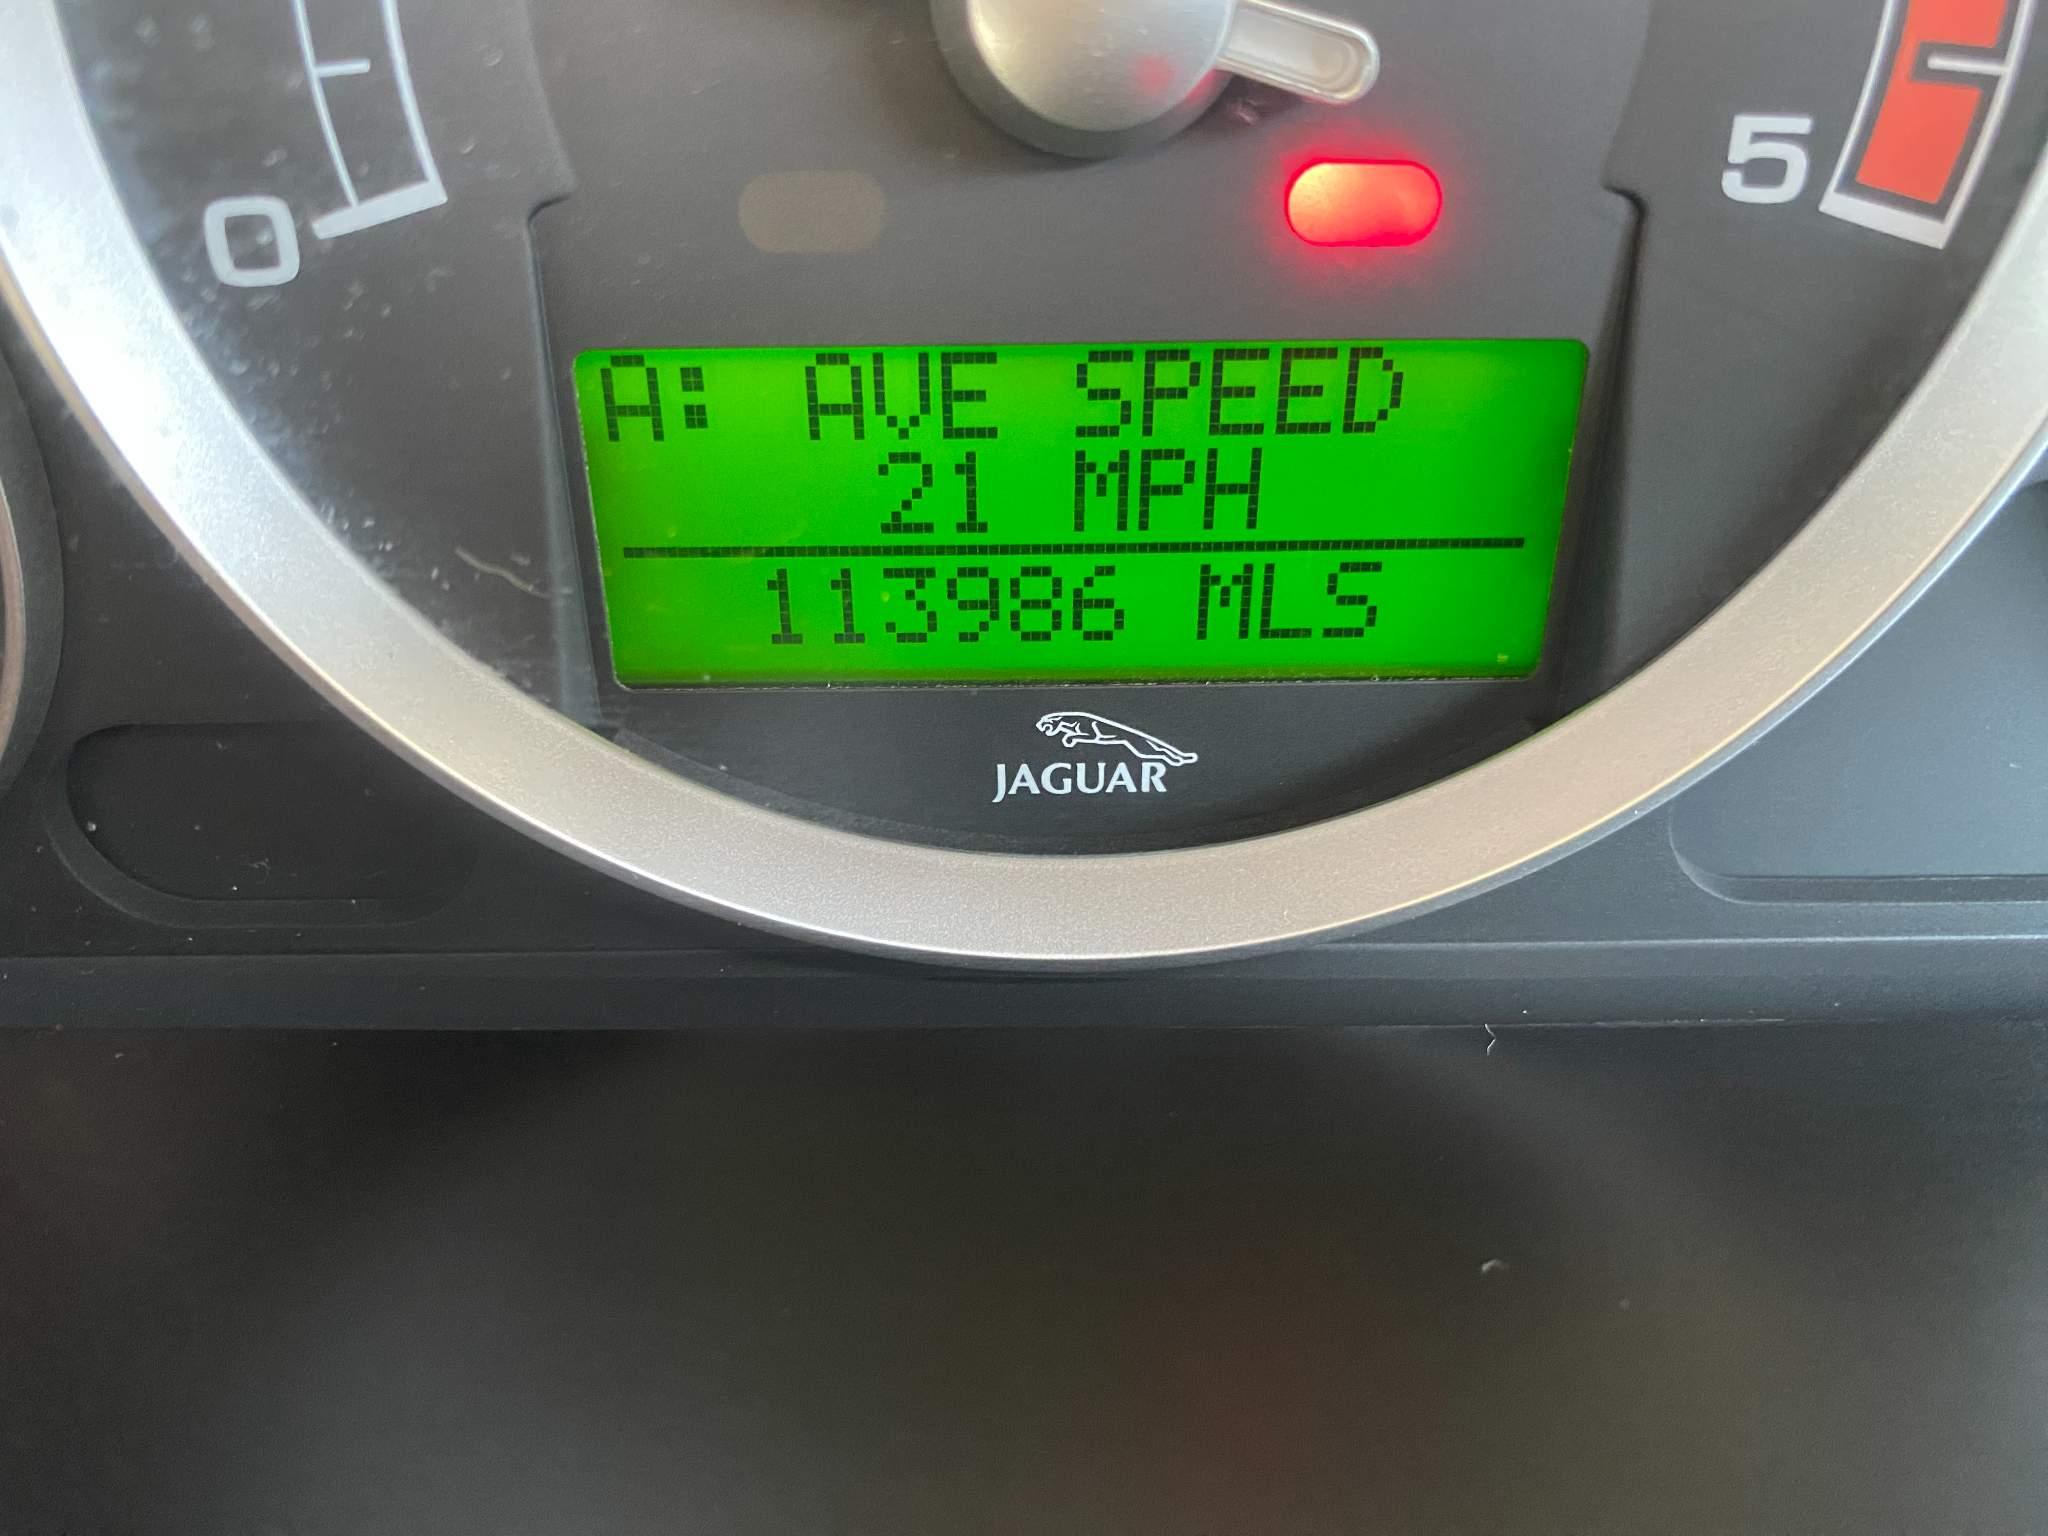 0
5
A: AVE SPEED
21 MPH
113986 MLS
JAGUAR